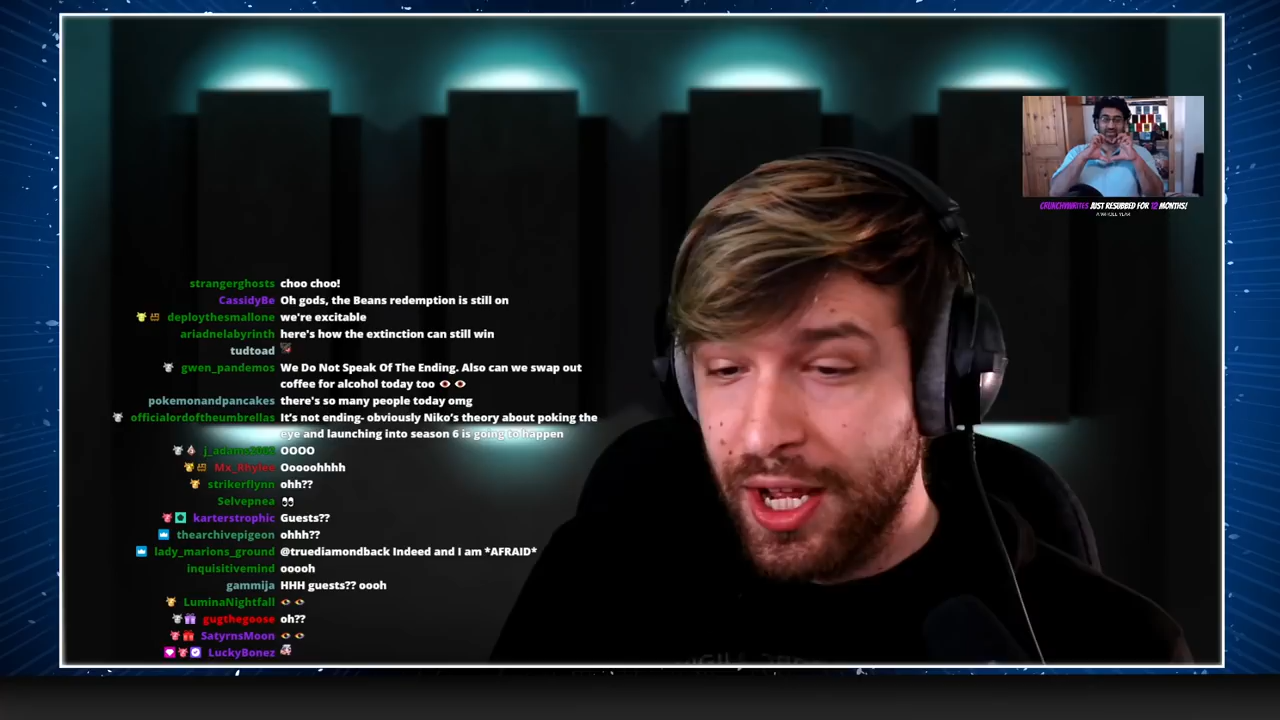 CRUNCHYWRITES JUST RESUBBED FOR 12 MONTHS!
A WHOLE YEAR
strangerghosts choo choo!
CassidyBe Oh gods, the Beans redemption is still on
deploythesmallone we're excitable
ariadnelabyrinth here's how the extinction can still win
tudtoad
gwen_pandemos We Do Not Speak Of The Ending. Also can we swap out
coffee for alcohol today too
pokemonandpancakes there's so many people today omg
officialordoftheumbrellas It's not ending- obviously Niko's theory about poking the
eye and launching into season 6 is going to happen
OOOO
Mx_Rhylee Ooooohhhh
strikerflynn ohh??
Selvepnea
karterstrophic Guests??
thearchivepigeon ohhh??
lady_marions_ground @truediamondback Indeed and I am *AFRAID*
inquisitivemind ooooh
gammija HHH guests?? oooh
LuminaNightfall
gugthegoose oh??
SatyrnsMoon
LuckyBonez